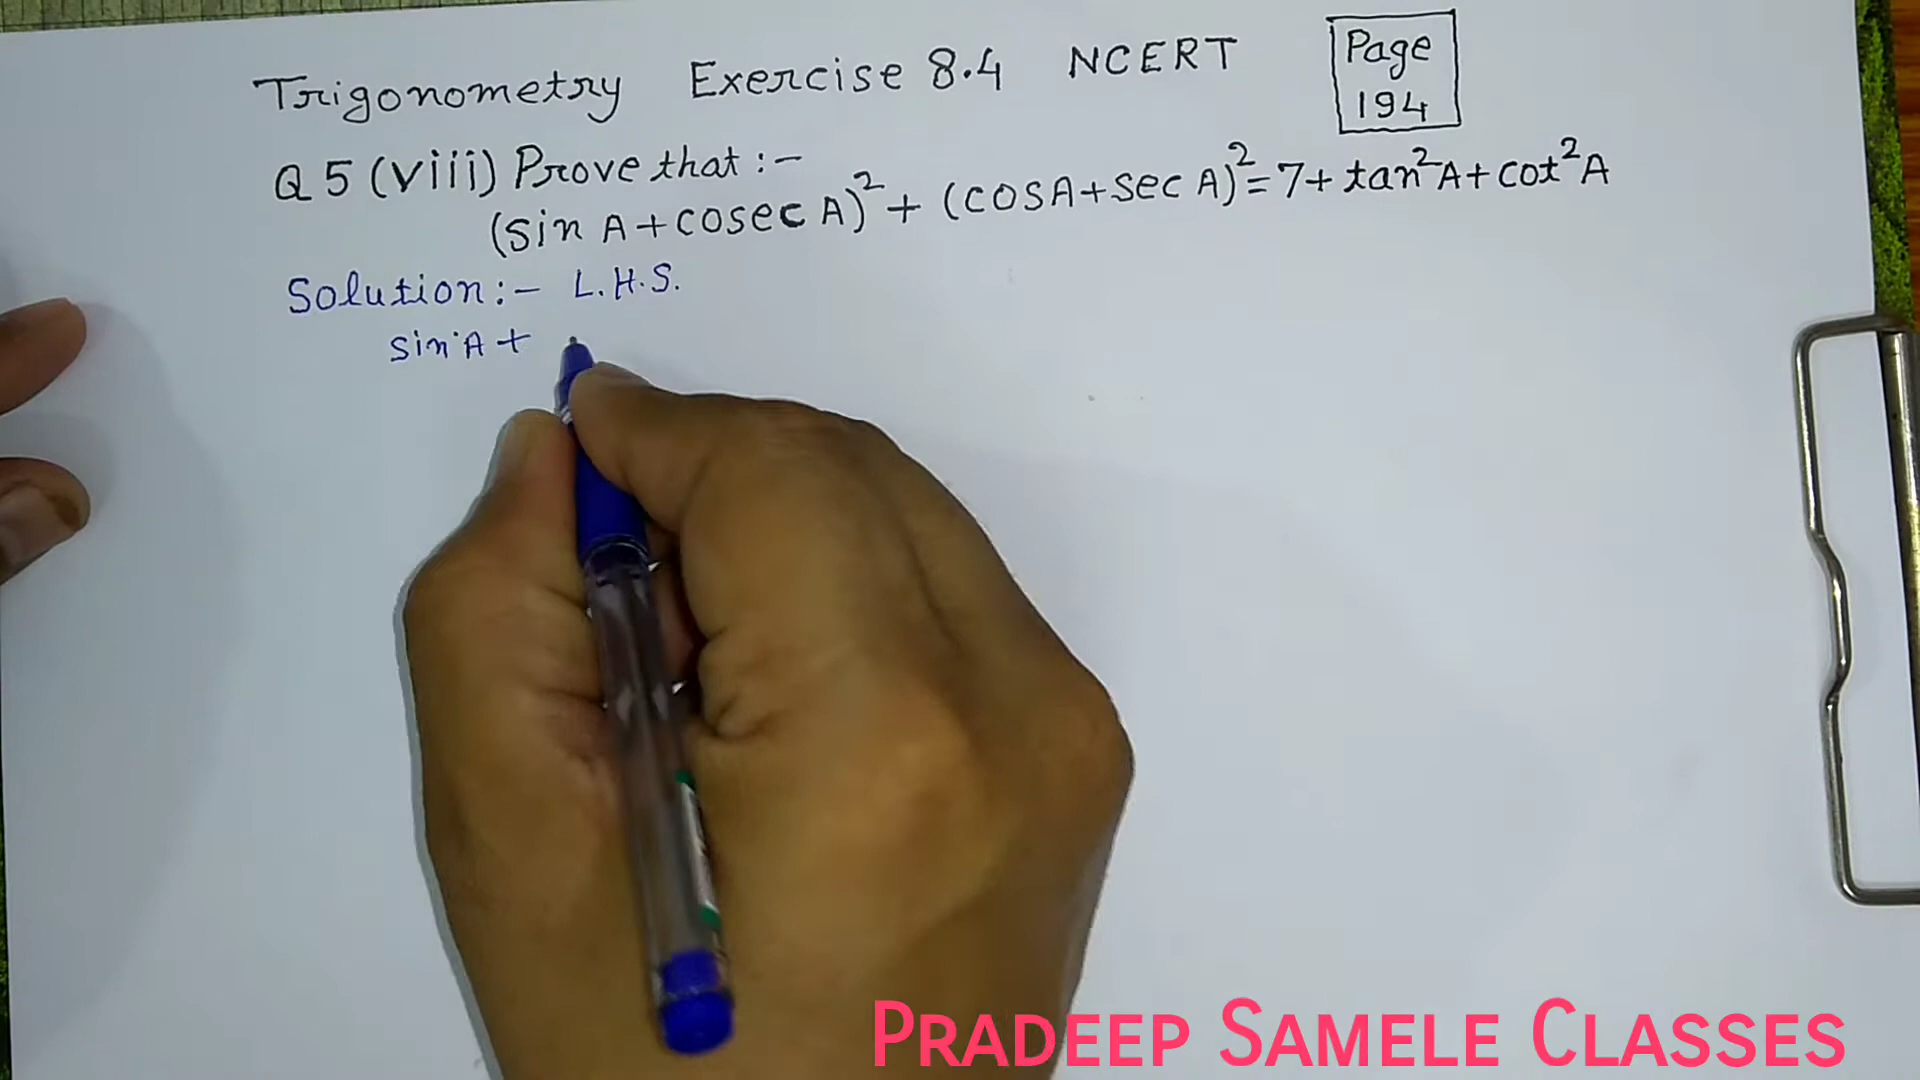 Trigonometry Exercise 8.4 NCERT
Page
194
Q 5 (viii) Prove that :-
(sin A + cosec A)² + (cosA + sec A)² = 7 + tan²A + cot²A
Solution :- L.H.S.
sin A +
PRADEEP SAMELE CLASSES